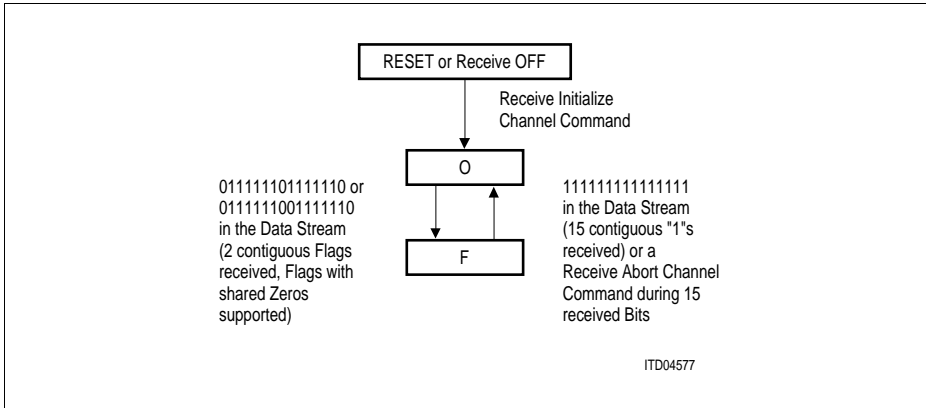 RESET or Receive OFF
Receive Initialize
Channel Command
O
011111101111110 or
0111111001111110
in the Data Stream
(2 contiguous Flags
received, Flags with
shared Zeros
supported)
111111111111111
in the Data Stream
(15 contiguous "1"s
received) or a
Receive Abort Channel
Command during 15
received Bits
F
ITD04577